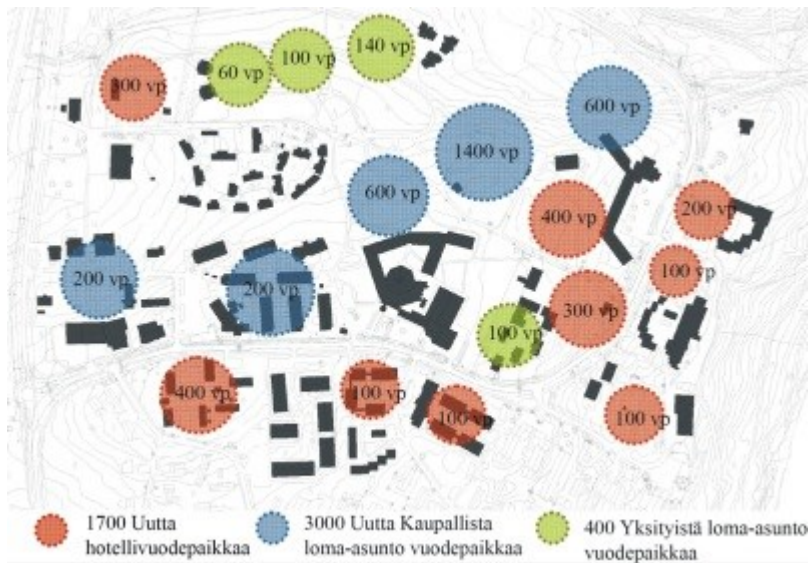 vp
60 vp
100 vp
140 vp
600 vp
1400 vp
600 vp
400 vp
200 vp
100 vp
200 vp
200 vp
300 vp
100 vp
400 vp
100 vp
100 vp
100 vp
1700 Uutta
hotellivuodepaikkaa
3000 Uutta Kaupallista
loma-asunto vuodepaikkaa
400 Yksityistä loma-asunto
vuodepaikkaa